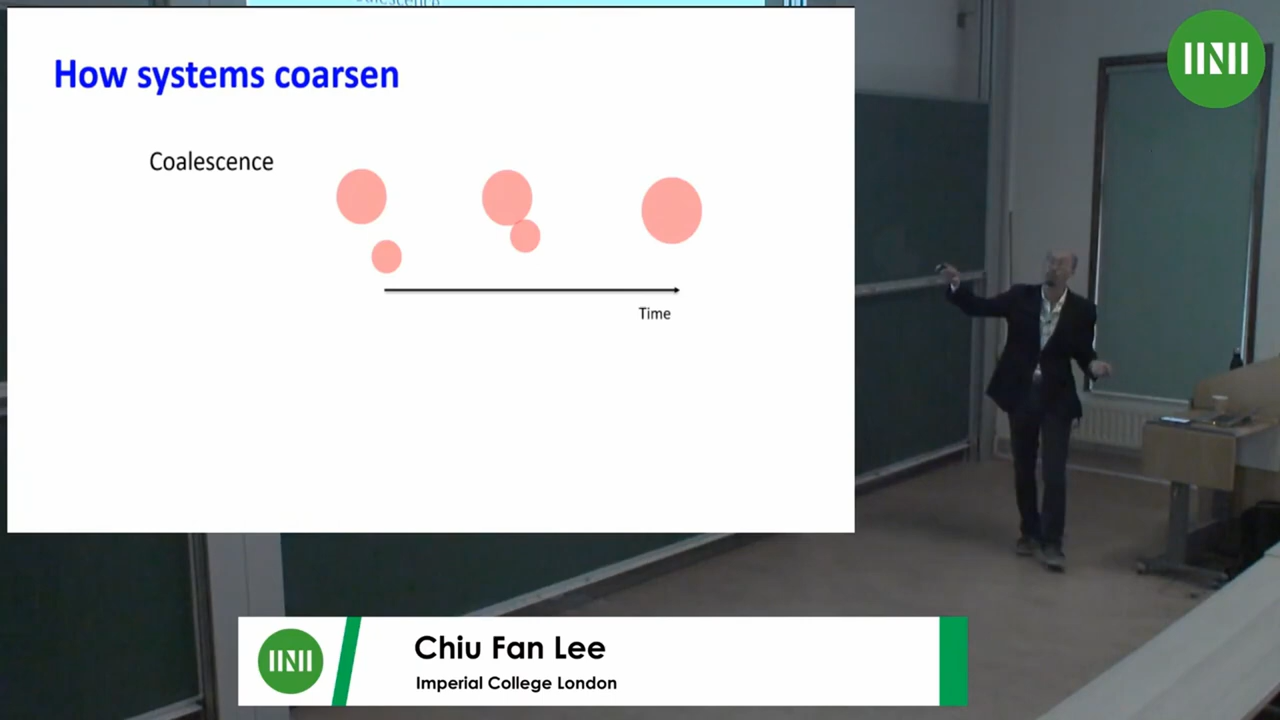 How systems coarsen
Coalescence
Time
INI
Chiu Fan Lee
Imperial College London
INI